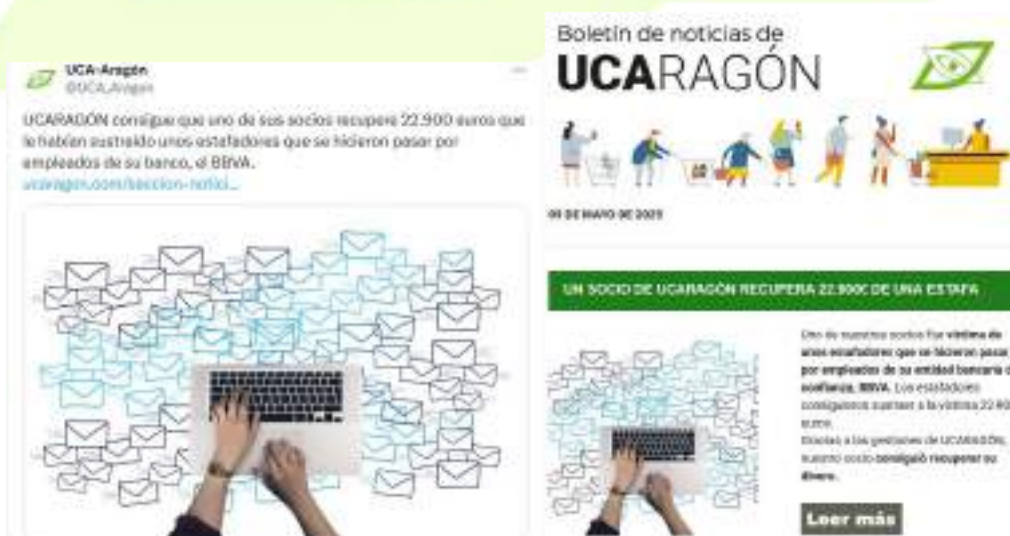 UCA-Aragón
@UCA_Aragon
UCARAGÓN consigue que uno de sus socios recupere 22.900 euros que
le habían sustraído unos estafadores que se hicieron pasar por
empleados de su banco, el BBVA.
ucaragon.com/seccion-notici...
Boletín de noticias de
UCARAGÓN
DE MAYO DE 2025
UN SOCIO DE UCARAGÓN RECUPERA 22.900€ DE UNA ESTAFA
Uno de nuestros socios fue víctima de
unos estafadores que se hicieron pasar
por empleados de su entidad bancaria
confianza, BBVA. Los estafadores
consiguieron sustraer a la víctima
euros.
Gracias a las gestiones de UCARAGÓN,
nuestro socio consiguió recuperar su
dinero.
Leer más